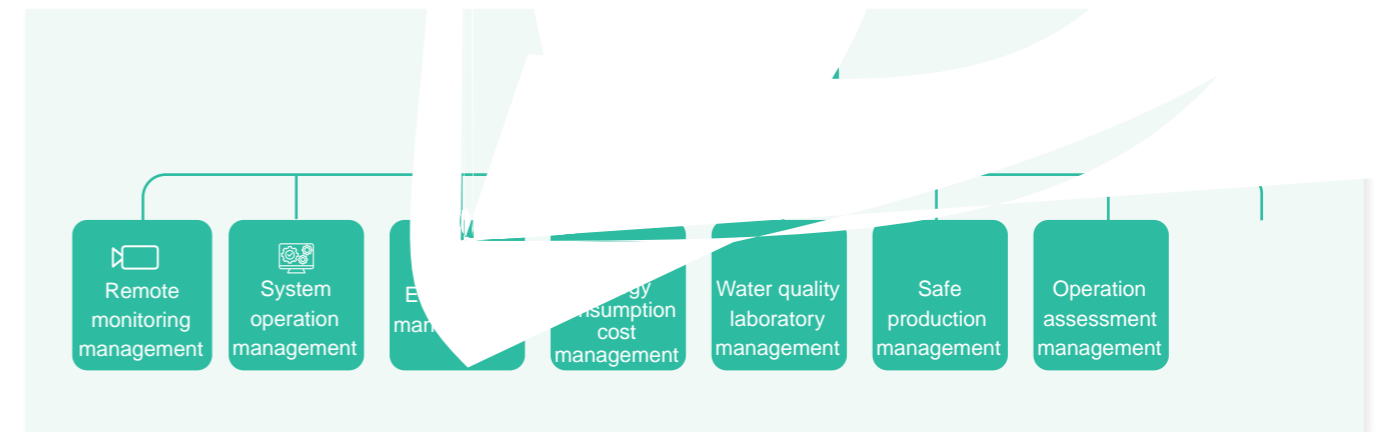 Remote
monitoring
management
System
operation
management
cost
management
Water quality
laboratory
management
Safe
production
management
Operation
assessment
management